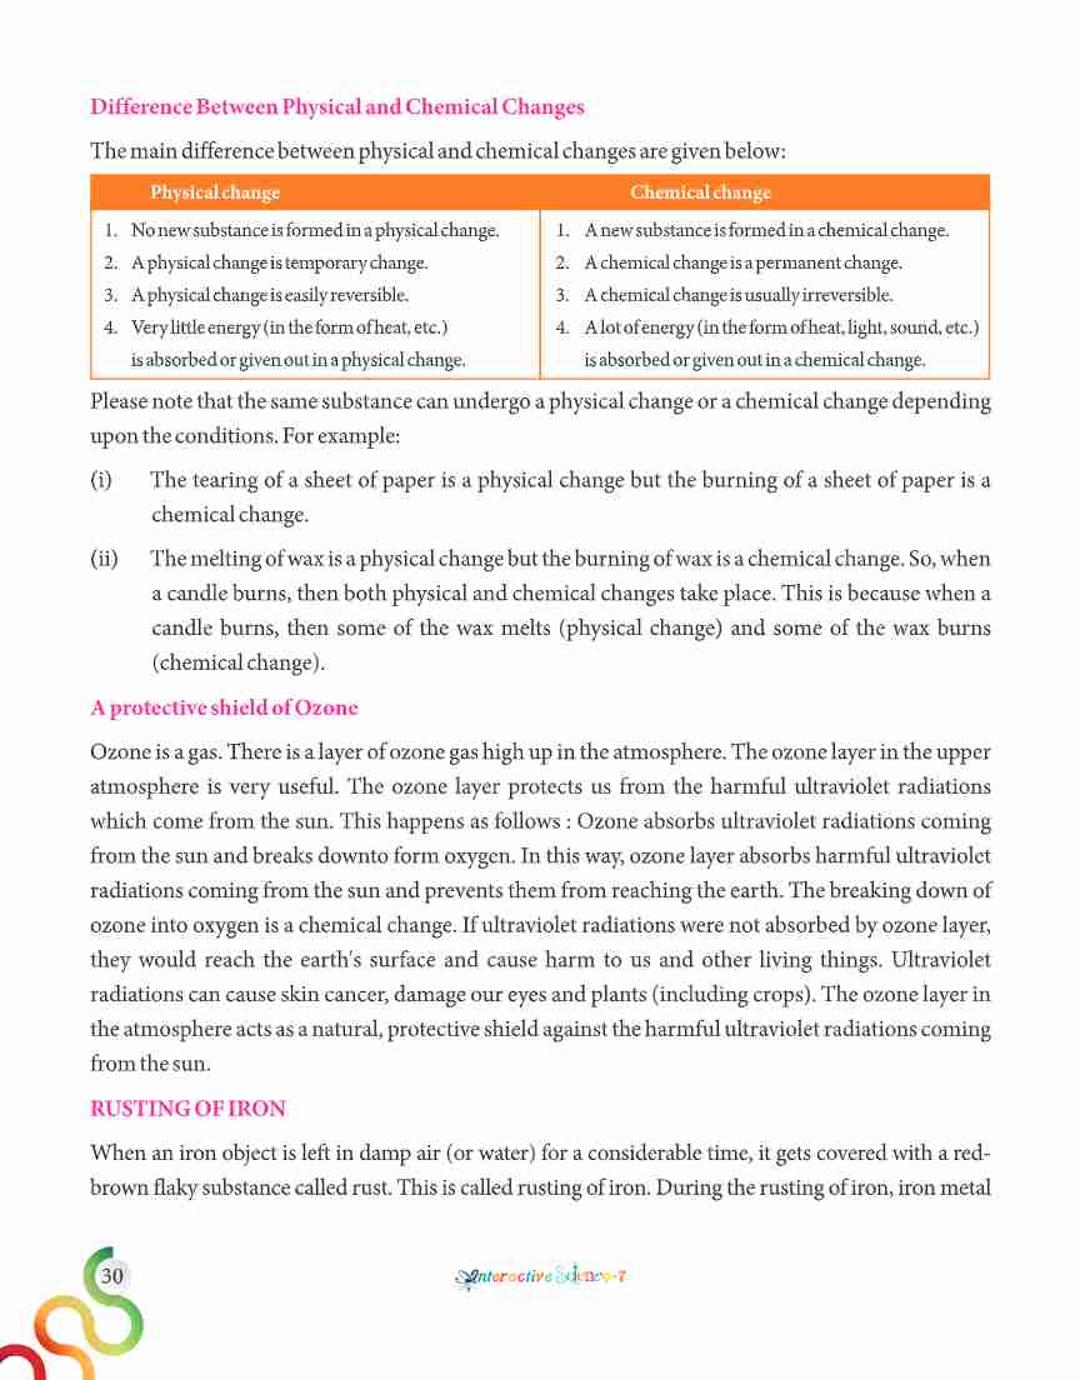 Difference Between Physical and Chemical Changes
The main difference between physical and chemical changes are given below:
Physical change
Chemical change
1. No new substance is formed in a physical change.
2. A physical change is temporary change.
3. A physical change is easily reversible.
4. Very little energy (in the form of heat, etc.)
is absorbed or given out in a physical change.
1. A new substance is formed in a chemical change.
2. A chemical change is a permanent change.
3. A chemical change is usually irreversible.
4. A lot of energy (in the form of heat, light, sound, etc.)
is absorbed or given out in a chemical change.
Please note that the same substance can undergo a physical change or a chemical change depending
upon the conditions. For example:
(i) The tearing of a sheet of paper is a physical change but the burning of a sheet of paper is a
chemical change.
(ii) The melting of wax is a physical change but the burning of wax is a chemical change. So, when
a candle burns, then both physical and chemical changes take place. This is because when a
candle burns, then some of the wax melts (physical change) and some of the wax burns
(chemical change).
A protective shield of Ozone
Ozone is a gas. There is a layer of ozone gas high up in the atmosphere. The ozone layer in the upper
atmosphere is very useful. The ozone layer protects us from the harmful ultraviolet radiations
which come from the sun. This happens as follows : Ozone absorbs ultraviolet radiations coming
from the sun and breaks downto form oxygen. In this way, ozone layer absorbs harmful ultraviolet
radiations coming from the sun and prevents them from reaching the earth. The breaking down of
ozone into oxygen is a chemical change. If ultraviolet radiations were not absorbed by ozone layer,
they would reach the earth's surface and cause harm to us and other living things. Ultraviolet
radiations can cause skin cancer, damage our eyes and plants (including crops). The ozone layer in
the atmosphere acts as a natural, protective shield against the harmful ultraviolet radiations coming
from the sun.
RUSTING OF IRON
When an iron object is left in damp air (or water) for a considerable time, it gets covered with a red-
brown flaky substance called rust. This is called rusting of iron. During the rusting of iron, iron metal
30
Interactive Science-7